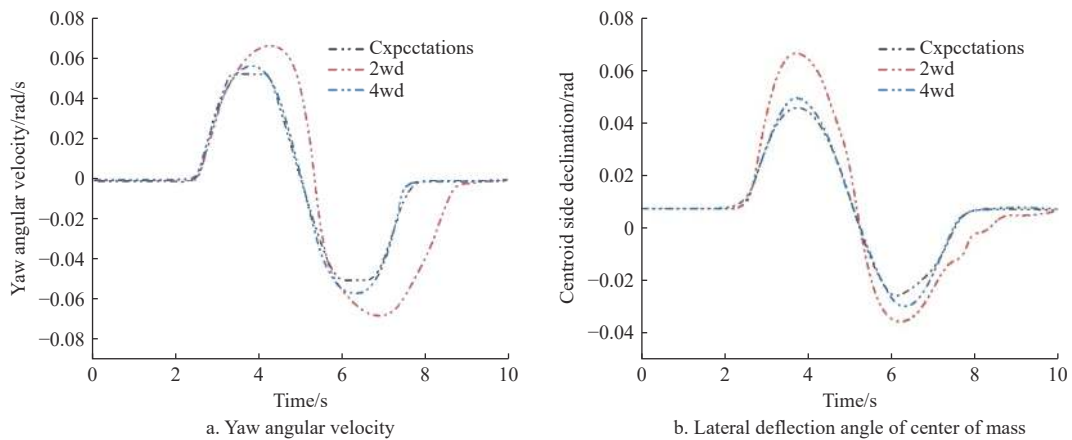 0.08
0.06
0.04
0.02
0
−0.02
−0.04
−0.06
−0.08
Yaw angular velocity/rad/s
Cxpcctations
2wd
4wd
0 2 4 6 8 10
Time/s
a. Yaw angular velocity
0.08
0.06
0.04
0.02
0
−0.02
−0.04
Centroid side declination/rad
Cxpcctations
2wd
4wd
0 2 4 6 8 10
Time/s
b. Lateral deflection angle of center of mass